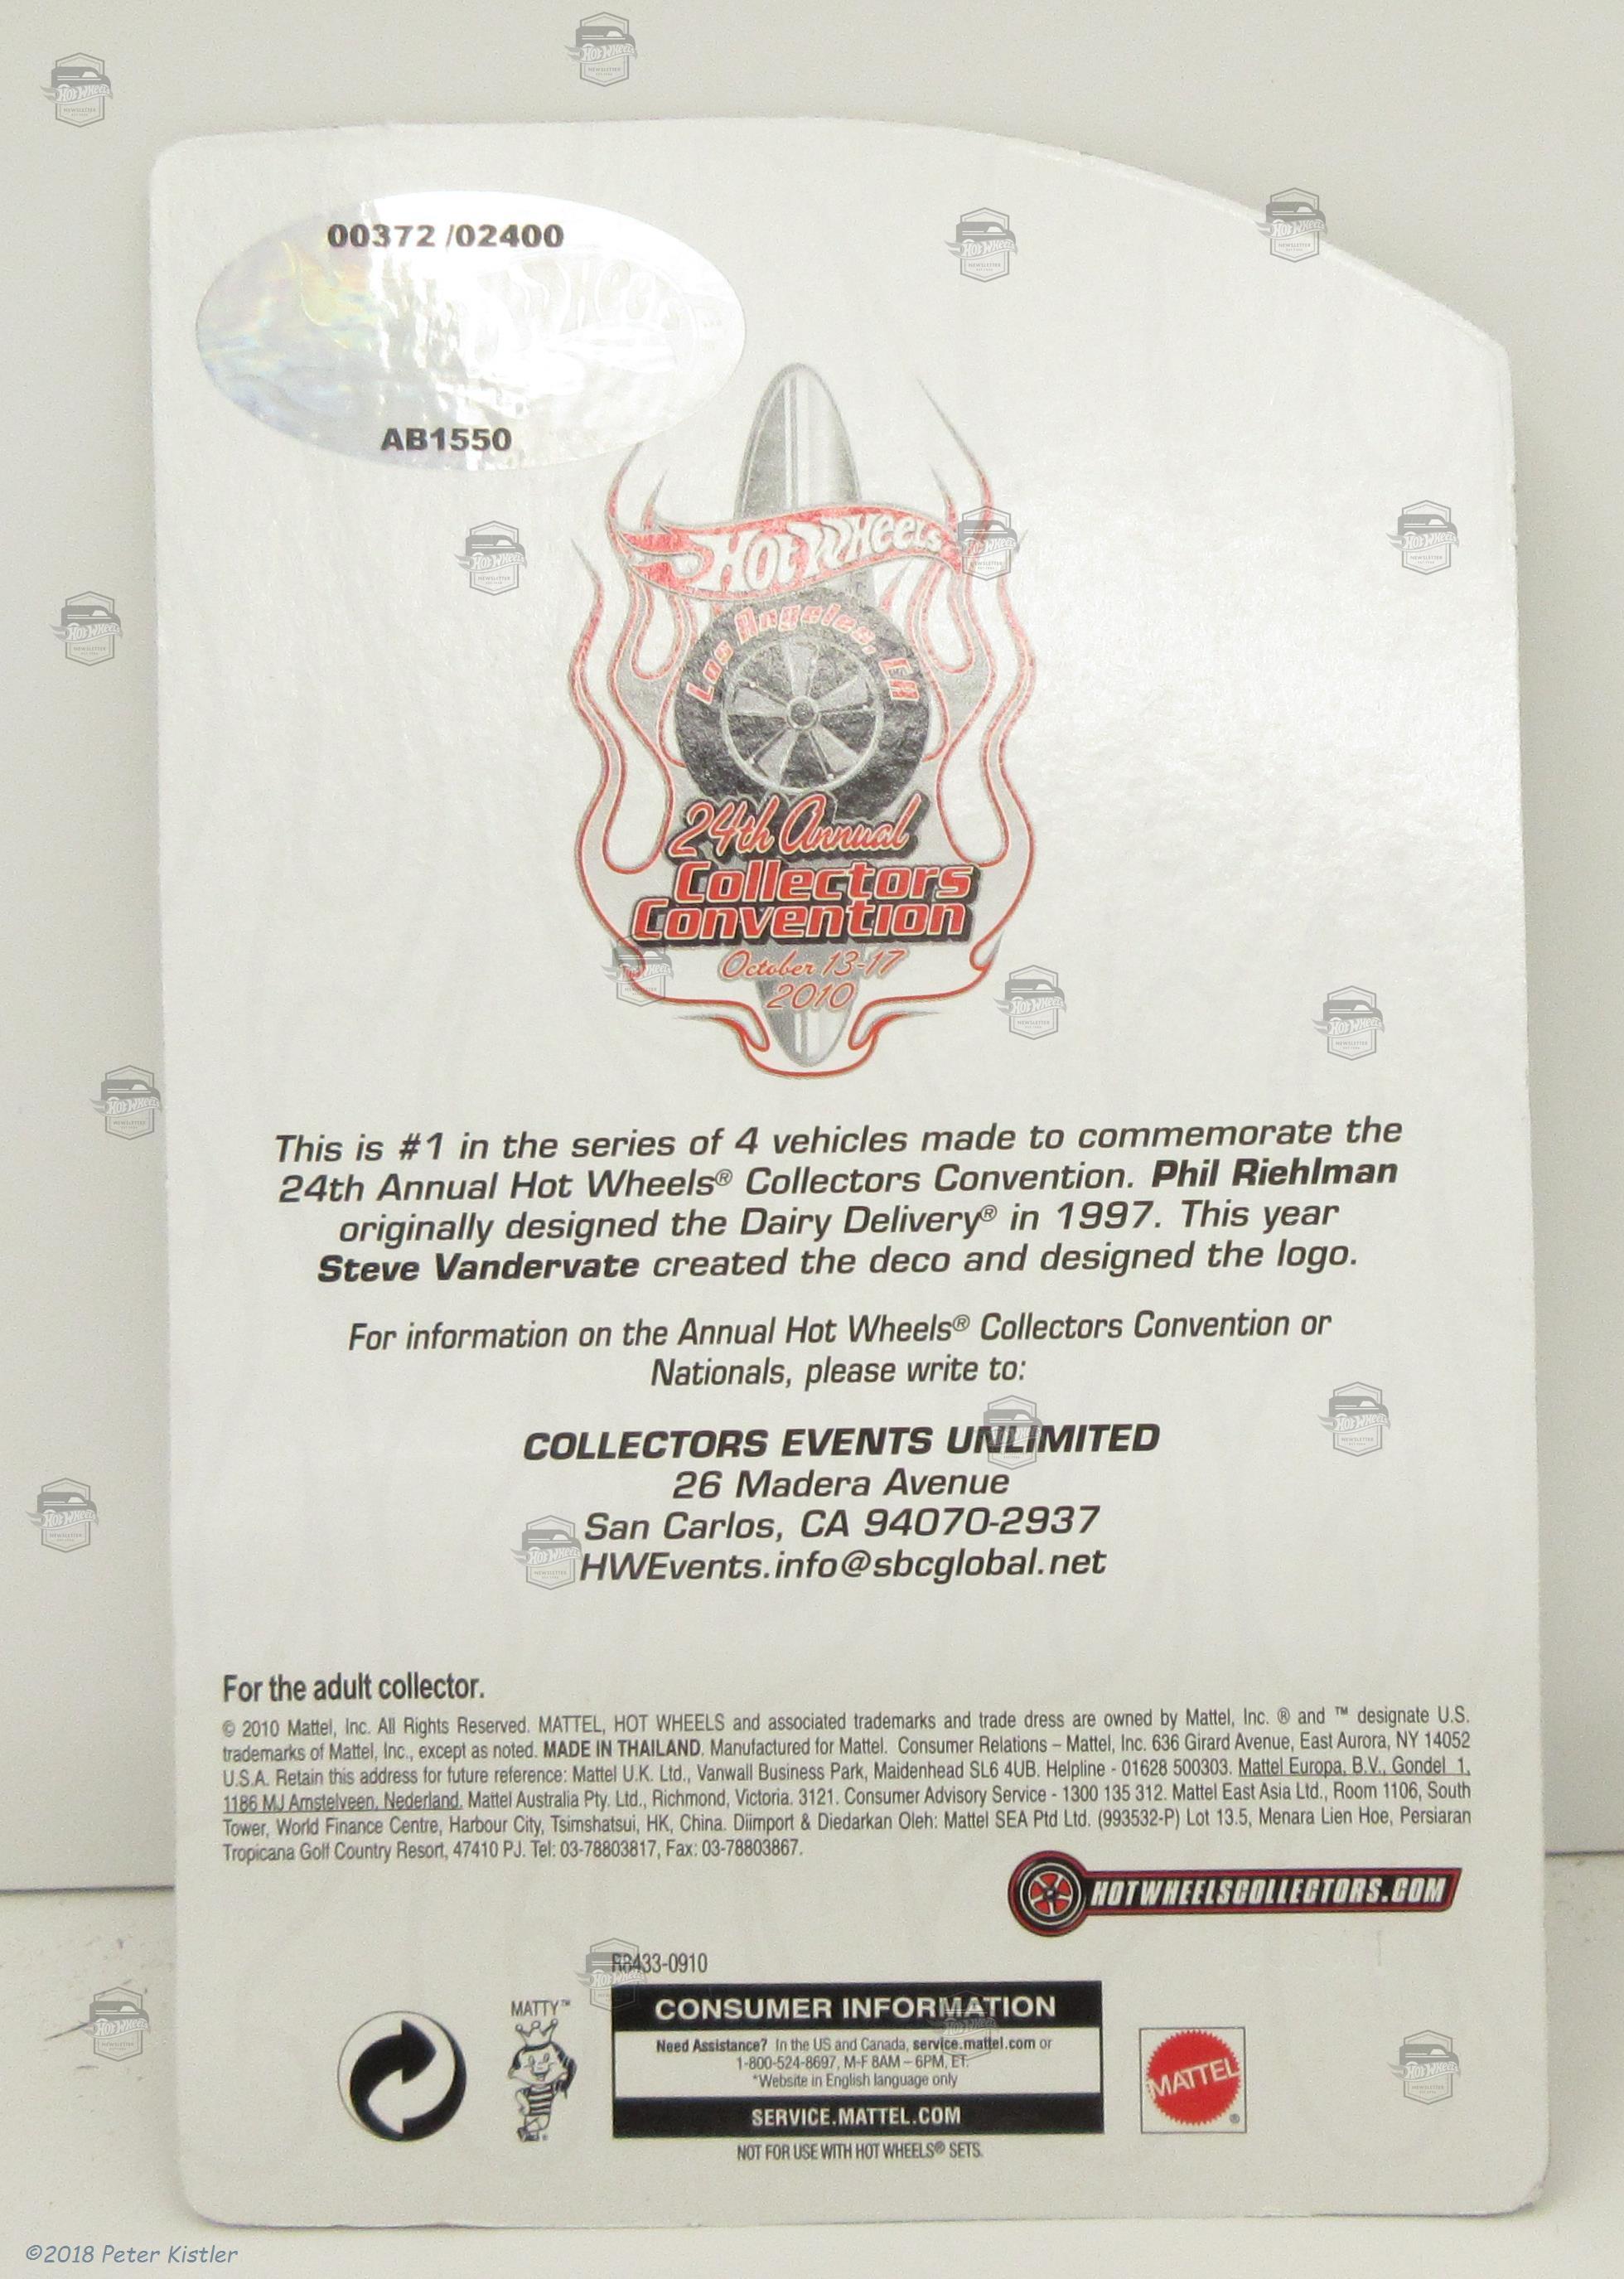 00372 /02400
Hot Wheels
AB1550
Hot Wheels
Los Angeles, CA
24th Annual
Collectors
Convention
October 13-17
2010
This is #1 in the series of 4 vehicles made to commemorate the
24th Annual Hot Wheels® Collectors Convention. Phil Riehlman
originally designed the Dairy Delivery® in 1997. This year
Steve Vandervate created the deco and designed the logo.
For information on the Annual Hot Wheels® Collectors Convention or
Nationals, please write to:
COLLECTORS EVENTS UNLIMITED
26 Madera Avenue
San Carlos, CA 94070-2937
HWEvents.info@sbcglobal.net
For the adult collector.
© 2010 Mattel, Inc. All Rights Reserved. MATTEL, HOT WHEELS and associated trademarks and trade dress are owned by Mattel, Inc. ® and ™ designate U.S.
trademarks of Mattel, Inc., except as noted. MADE IN THAILAND. Manufactured for Mattel. Consumer Relations – Mattel, Inc. 636 Girard Avenue, East Aurora, NY 14052
U.S.A. Retain this address for future reference: Mattel U.K. Ltd., Vanwall Business Park, Maidenhead SL6 4UB. Helpline - 01628 500303. Mattel Europa, B.V., Gondel 1,
1186 MJ Amstelveen, Nederland. Mattel Australia Pty. Ltd., Richmond, Victoria. 3121. Consumer Advisory Service - 1300 135 312. Mattel East Asia Ltd., Room 1106, South
Tower, World Finance Centre, Harbour City, Tsimshatsui, HK, China. Diimport & Diedarkan Oleh: Mattel SEA Ptd Ltd. (993532-P) Lot 13.5, Menara Lien Hoe, Persiaran
Tropicana Golf Country Resort, 47410 PJ. Tel: 03-78803817, Fax: 03-78803867.
HOTWHEELSCOLLECTORS.COM
R8433-0910
MATTY™
CONSUMER INFORMATION
Need Assistance? In the US and Canada, service.mattel.com or
1-800-524-8697, M-F 8AM – 6PM, ET.
*Website in English language only
SERVICE.MATTEL.COM
NOT FOR USE WITH HOT WHEELS® SETS.
MATTEL
®
©2018 Peter Kistler